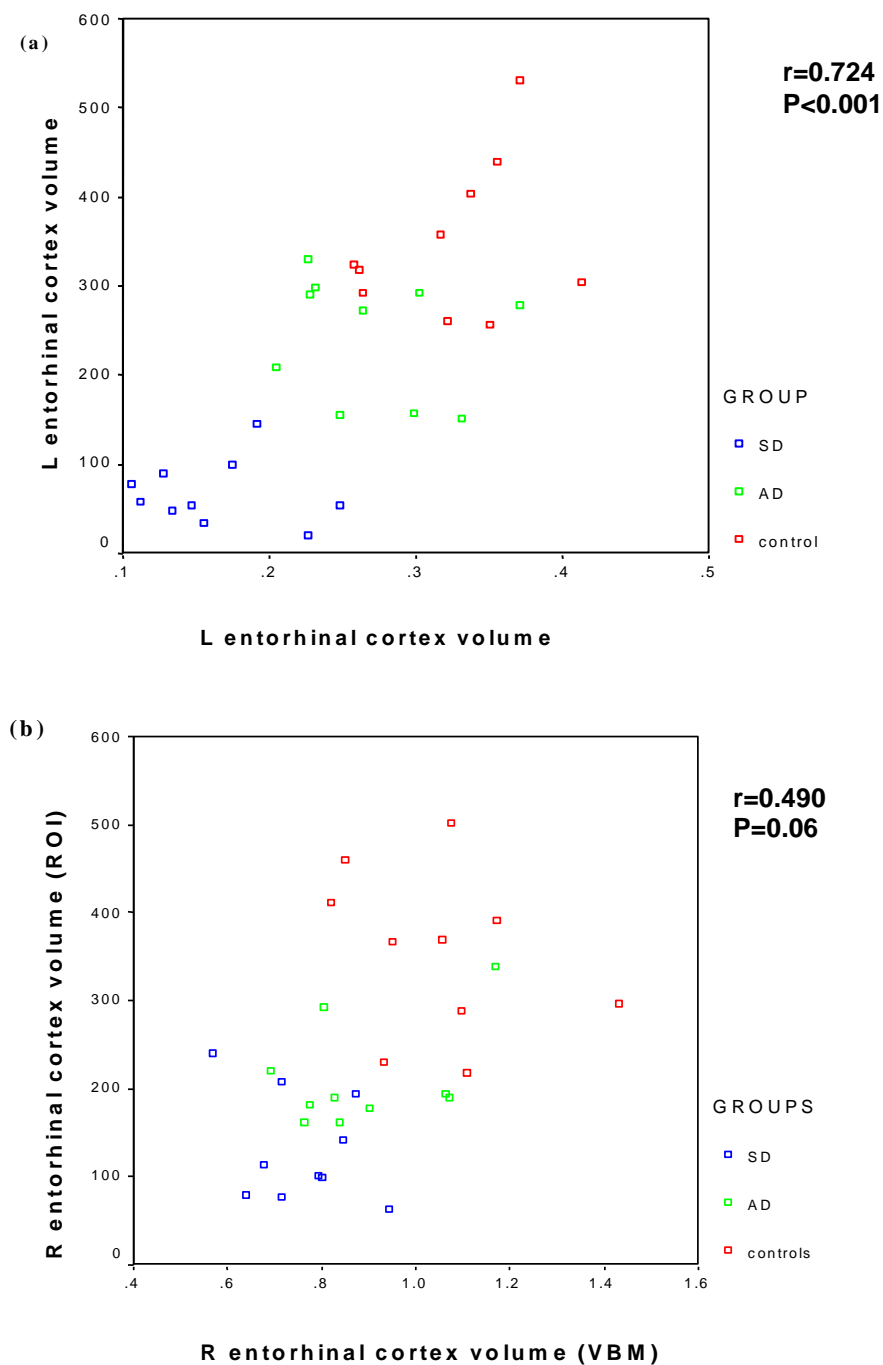 (a)
600
500
400
300
200
100
0
L entorhinal cortex volume
.1 .2 .3 .4 .5
L entorhinal cortex volume
r=0.724
P<0.001
GROUP
SD
AD
control
(b)
600
500
400
300
200
100
0
R entorhinal cortex volume (ROI)
.4 .6 .8 1.0 1.2 1.4 1.6
R entorhinal cortex volume (VBM)
r=0.490
P=0.06
GROUPS
SD
AD
controls